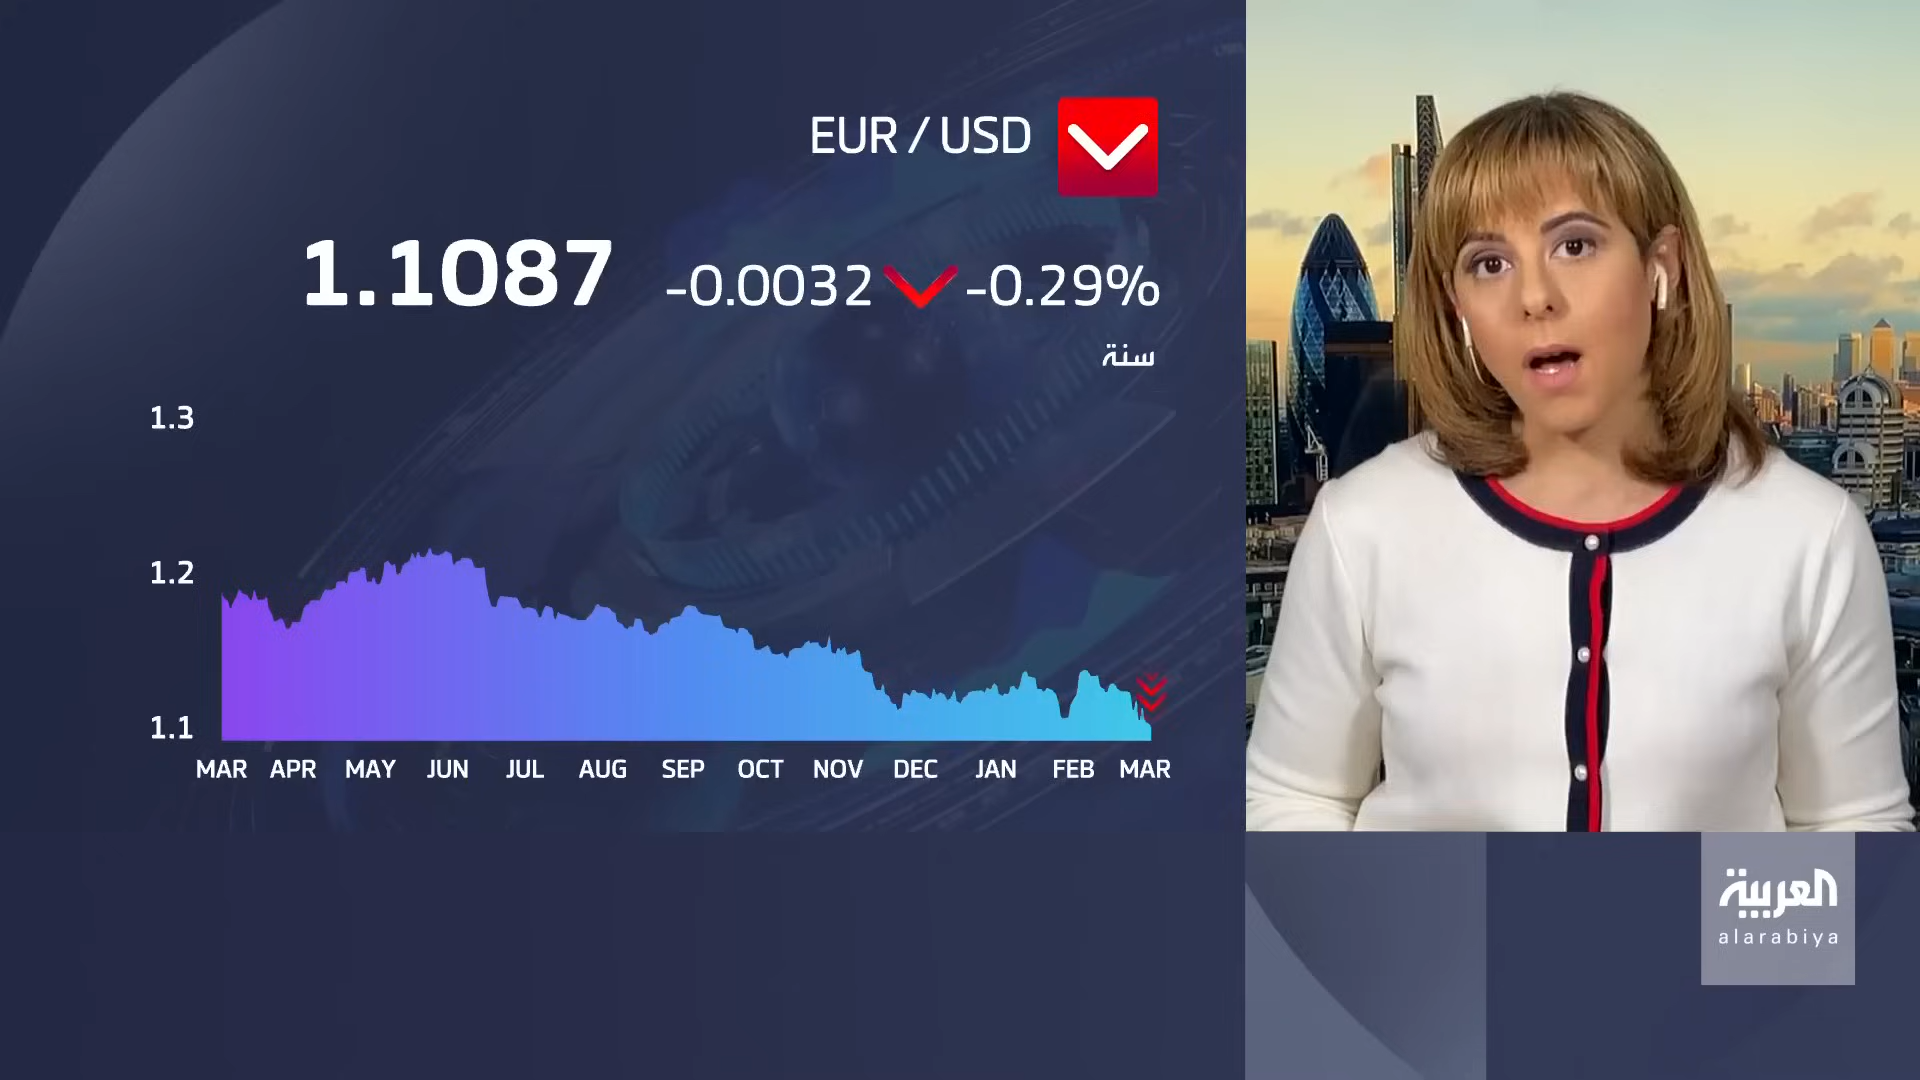 EUR / USD
1.1087 -0.0032 -0.29%
سنة
1.3
1.2
1.1
MAR APR MAY JUN JUL AUG SEP OCT NOV DEC JAN FEB MAR
العربية
alarabiya